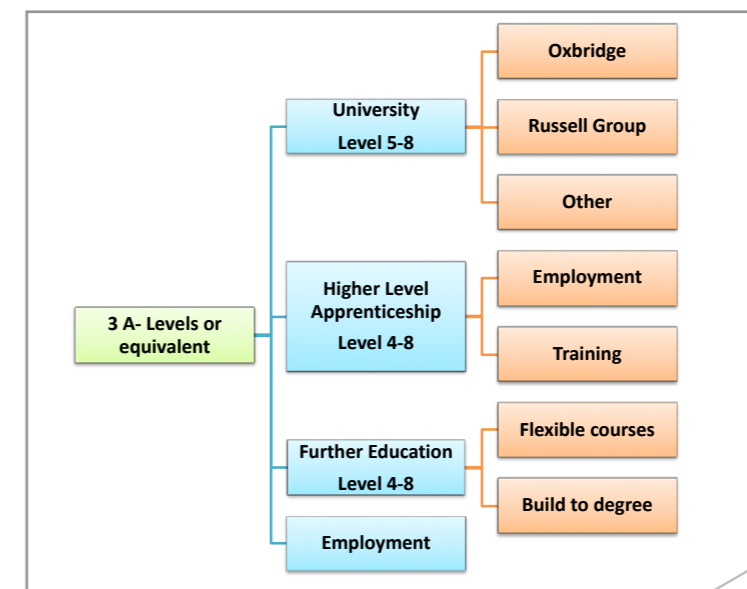 3 A- Levels or
equivalent
University
Level 5-8
Oxbridge
Russell Group
Other
Higher Level
Apprenticeship
Level 4-8
Employment
Training
Further Education
Level 4-8
Flexible courses
Build to degree
Employment